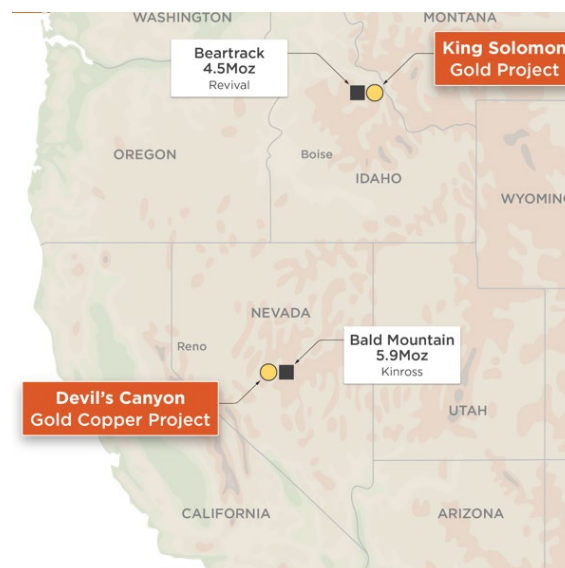 WASHINGTON
MONTANA
Beartrack
4.5Moz
Revival
King Solomon
Gold Project
OREGON
Boise
IDAHO
NEVADA
Reno
Bald Mountain
5.9Moz
Kinross
Devil's Canyon
Gold Copper Project
UTAH
CALIFORNIA
ARIZONA